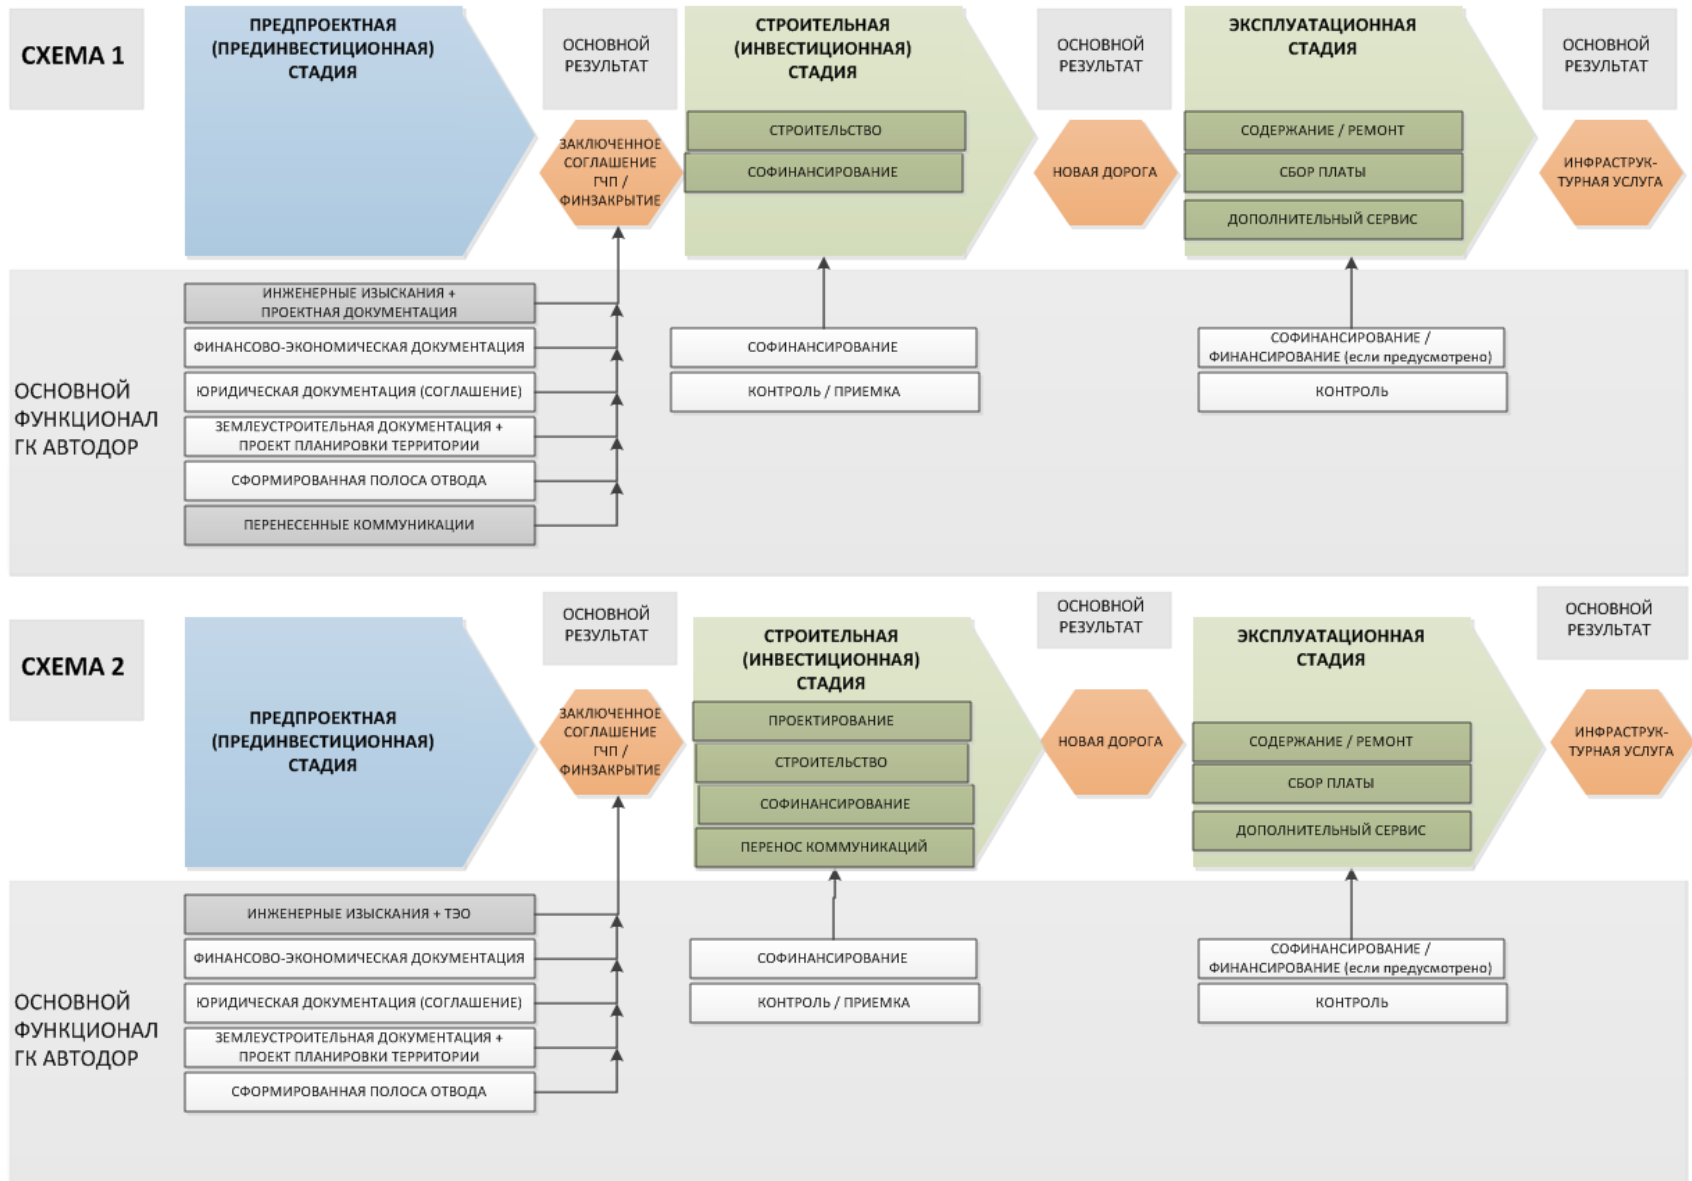 СХЕМА 1
ПРЕДПРОЕКТНАЯ
(ПРЕДИНВЕСТИЦИОННАЯ)
СТАДИЯ
ОСНОВНОЙ
РЕЗУЛЬТАТ
ЗАКЛЮЧЕННОЕ
СОГЛАШЕНИЕ
ГЧП /
ФИНЗАКРЫТИЕ
СТРОИТЕЛЬНАЯ
(ИНВЕСТИЦИОННАЯ)
СТАДИЯ
СТРОИТЕЛЬСТВО
СОФИНАНСИРОВАНИЕ
ОСНОВНОЙ
РЕЗУЛЬТАТ
НОВАЯ ДОРОГА
ЭКСПЛУАТАЦИОННАЯ
СТАДИЯ
СОДЕРЖАНИЕ / РЕМОНТ
СБОР ПЛАТЫ
ДОПОЛНИТЕЛЬНЫЙ СЕРВИС
ОСНОВНОЙ
РЕЗУЛЬТАТ
ИНФРАСТРУК-
ТУРНАЯ УСЛУГА
ОСНОВНОЙ
ФУНКЦИОНАЛ
ГК АВТОДОР
ИНЖЕНЕРНЫЕ ИЗЫСКАНИЯ +
ПРОЕКТНАЯ ДОКУМЕНТАЦИЯ
ФИНАНСОВО-ЭКОНОМИЧЕСКАЯ ДОКУМЕНТАЦИЯ
ЮРИДИЧЕСКАЯ ДОКУМЕНТАЦИЯ (СОГЛАШЕНИЕ)
ЗЕМЛЕУСТРОИТЕЛЬНАЯ ДОКУМЕНТАЦИЯ +
ПРОЕКТ ПЛАНИРОВКИ ТЕРРИТОРИИ
СФОРМИРОВАННАЯ ПОЛОСА ОТВОДА
ПЕРЕНЕСЕННЫЕ КОММУНИКАЦИИ
СОФИНАНСИРОВАНИЕ
КОНТРОЛЬ / ПРИЕМКА
СОФИНАНСИРОВАНИЕ /
ФИНАНСИРОВАНИЕ (если предусмотрено)
КОНТРОЛЬ
СХЕМА 2
ПРЕДПРОЕКТНАЯ
(ПРЕДИНВЕСТИЦИОННАЯ)
СТАДИЯ
ОСНОВНОЙ
РЕЗУЛЬТАТ
ЗАКЛЮЧЕННОЕ
СОГЛАШЕНИЕ
ГЧП /
ФИНЗАКРЫТИЕ
СТРОИТЕЛЬНАЯ
(ИНВЕСТИЦИОННАЯ)
СТАДИЯ
ПРОЕКТИРОВАНИЕ
СТРОИТЕЛЬСТВО
СОФИНАНСИРОВАНИЕ
ПЕРЕНОС КОММУНИКАЦИЙ
ОСНОВНОЙ
РЕЗУЛЬТАТ
НОВАЯ ДОРОГА
ЭКСПЛУАТАЦИОННАЯ
СТАДИЯ
СОДЕРЖАНИЕ / РЕМОНТ
СБОР ПЛАТЫ
ДОПОЛНИТЕЛЬНЫЙ СЕРВИС
ОСНОВНОЙ
РЕЗУЛЬТАТ
ИНФРАСТРУК-
ТУРНАЯ УСЛУГА
ОСНОВНОЙ
ФУНКЦИОНАЛ
ГК АВТОДОР
ИНЖЕНЕРНЫЕ ИЗЫСКАНИЯ + ТЭО
ФИНАНСОВО-ЭКОНОМИЧЕСКАЯ ДОКУМЕНТАЦИЯ
ЮРИДИЧЕСКАЯ ДОКУМЕНТАЦИЯ (СОГЛАШЕНИЕ)
ЗЕМЛЕУСТРОИТЕЛЬНАЯ ДОКУМЕНТАЦИЯ +
ПРОЕКТ ПЛАНИРОВКИ ТЕРРИТОРИИ
СФОРМИРОВАННАЯ ПОЛОСА ОТВОДА
СОФИНАНСИРОВАНИЕ
КОНТРОЛЬ / ПРИЕМКА
СОФИНАНСИРОВАНИЕ /
ФИНАНСИРОВАНИЕ (если предусмотрено)
КОНТРОЛЬ